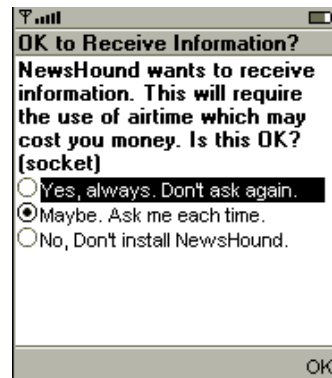 OK to Receive Information?
NewsHound wants to receive
information. This will require
the use of airtime which may
cost you money. Is this OK?
(socket)
Yes, always. Don't ask again.
Maybe. Ask me each time.
No, Don't install NewsHound.
OK